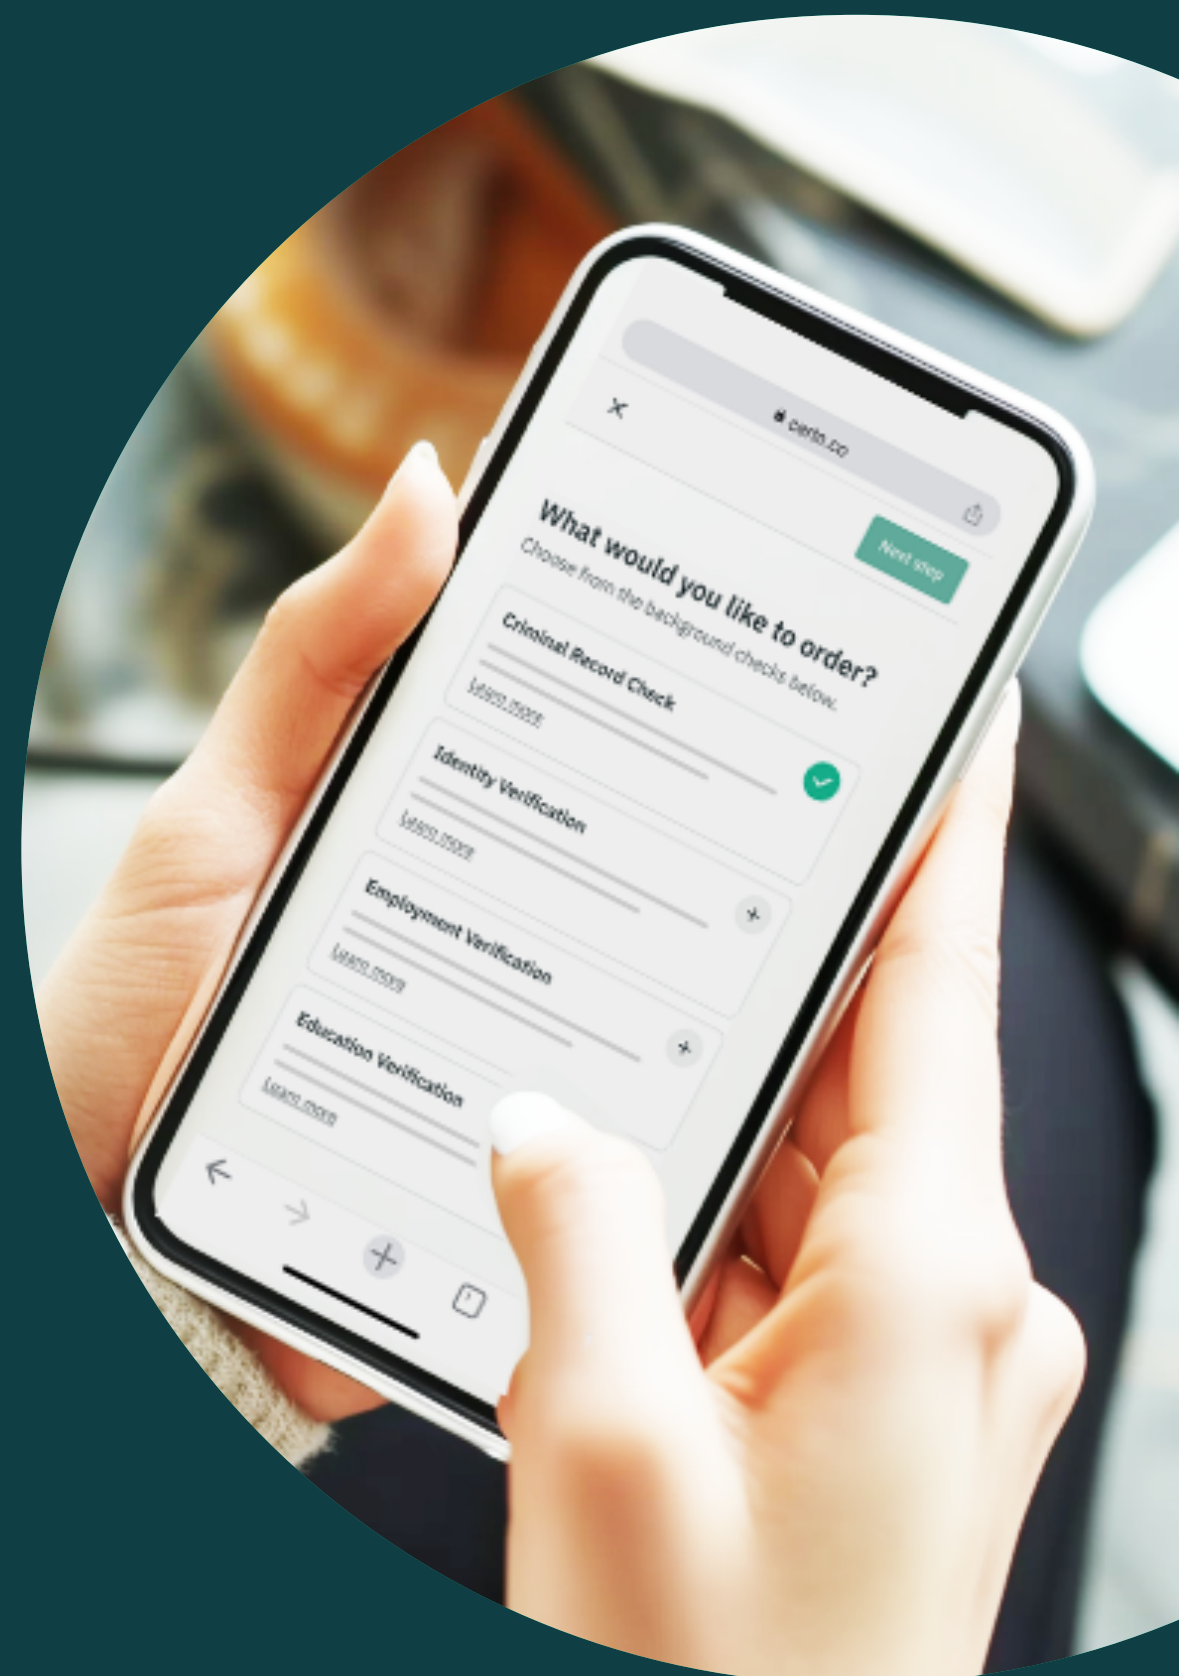 certn.co
Next step
What would you like to order?
Choose from the background checks below.
Criminal Record Check
Learn more
Identity Verification
Learn more
Employment Verification
Learn more
Education Verification
Learn more